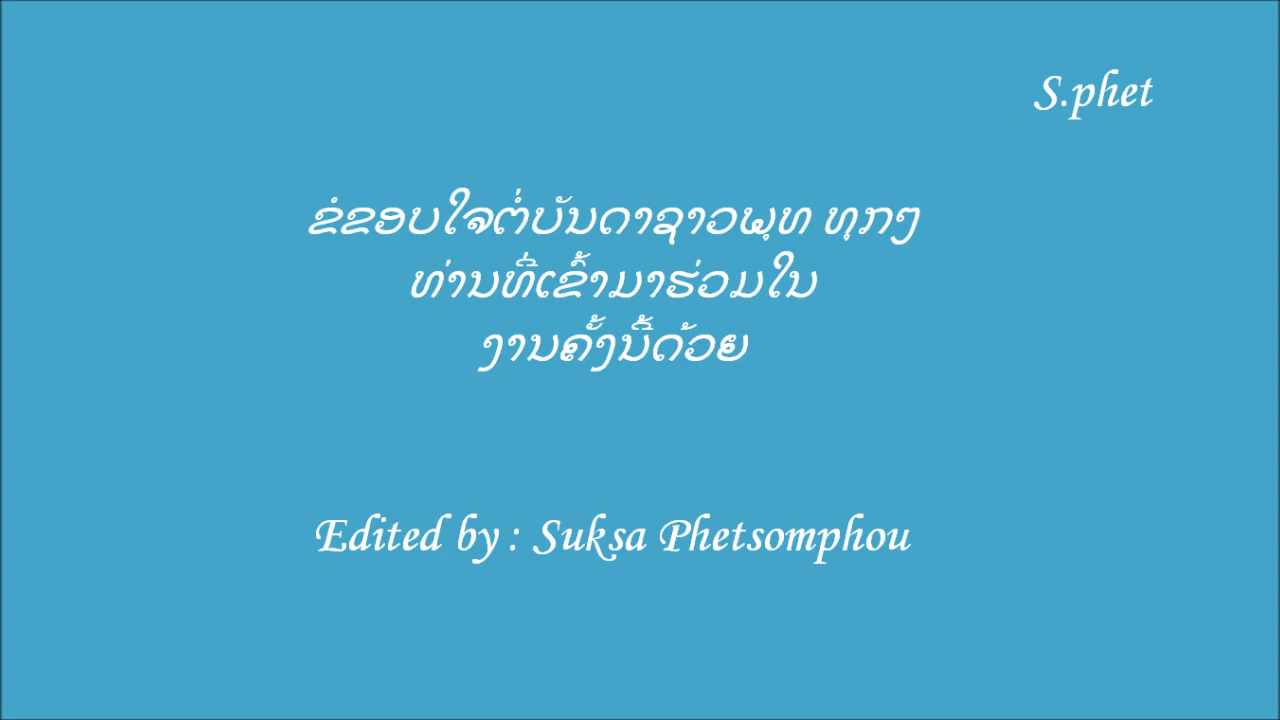 S.phet
ຂໍຂອບໃຈຕໍ່ບັນດາຊາວພຸທ ທຸກໆ
ທ່ານທີ່ເຂົ້າມາຮ່ວມໃນ
ງານຄັ້ງນີ້ດ້ວຍ
Edited by : Suksa Phetsomphou